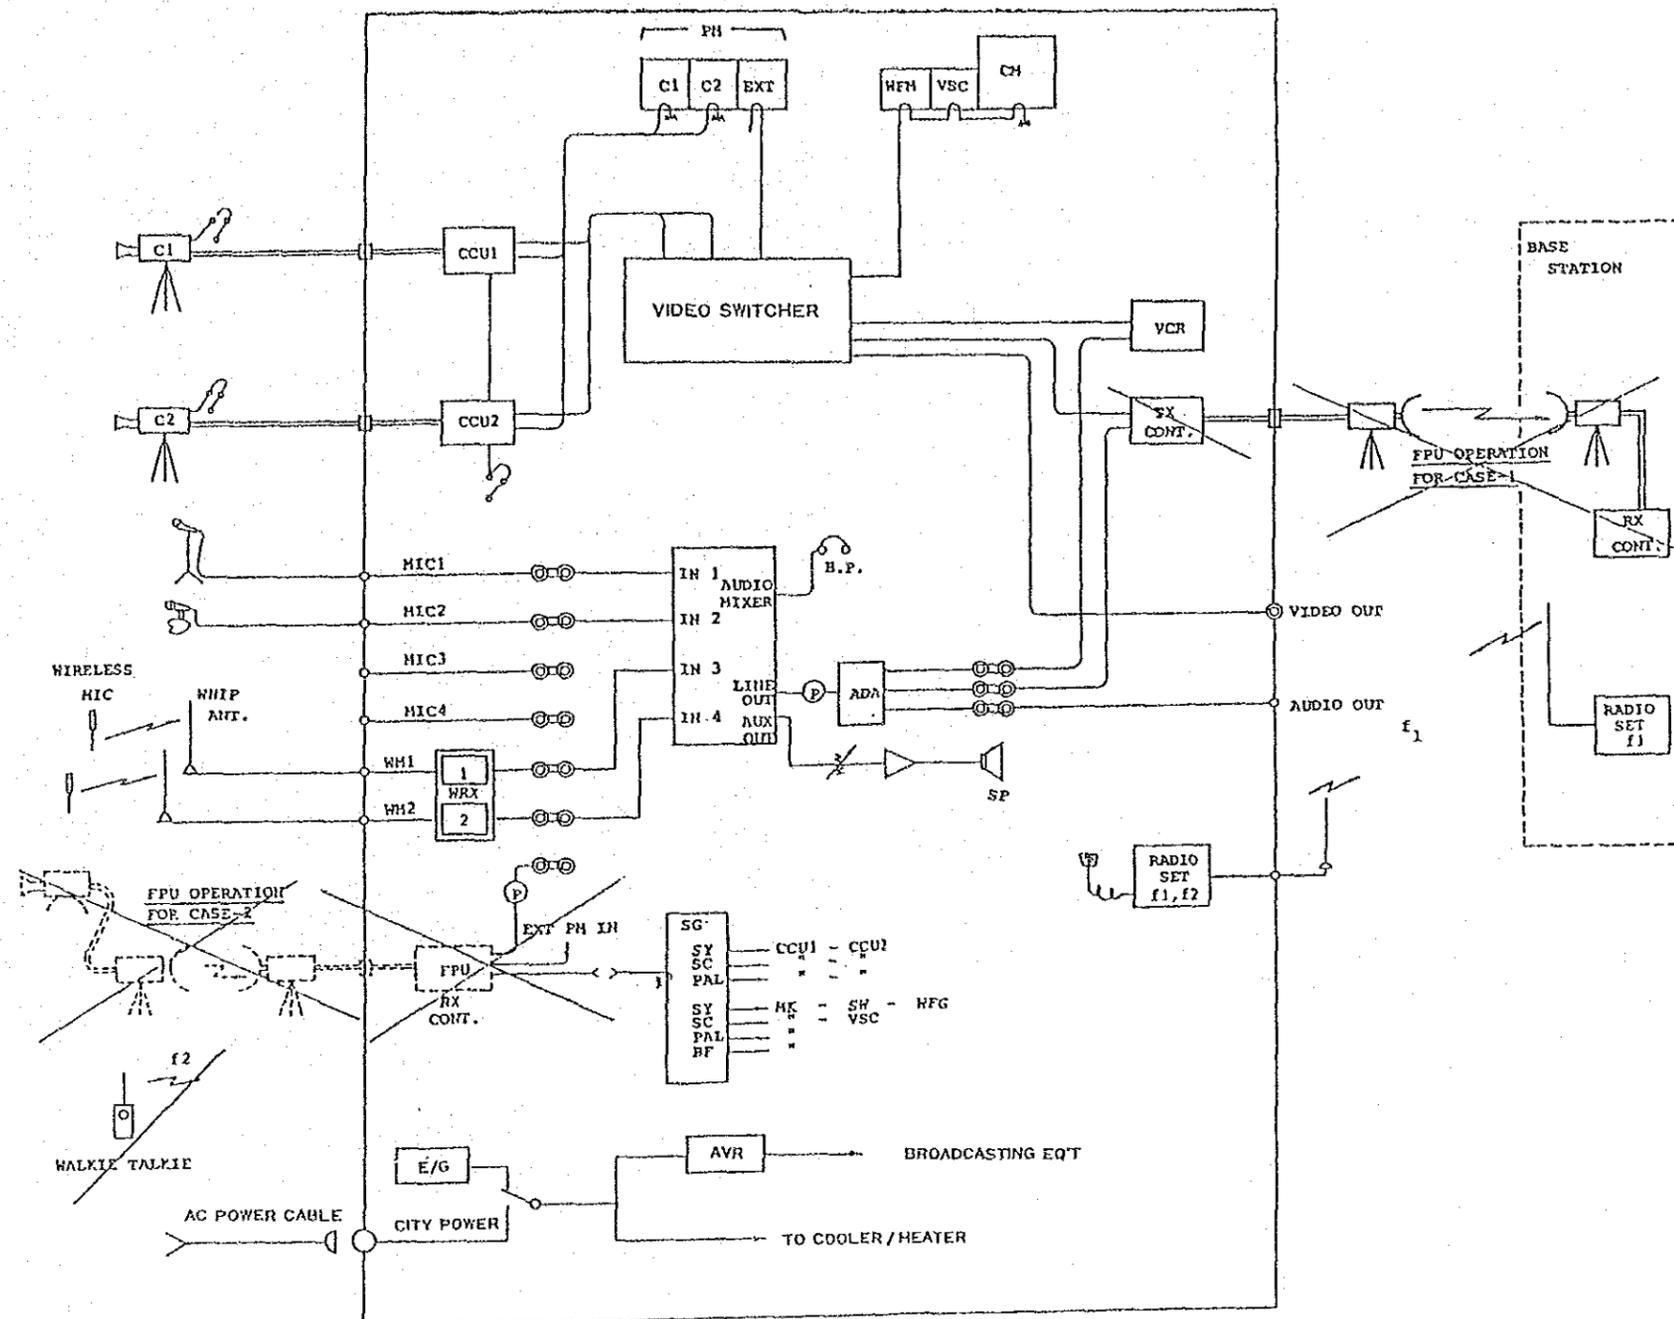 PM
C1 C2 EXT
WFM VSC CM
C1
CCU1
VIDEO SWITCHER
BASE
STATION
VCR
C2
CCU2
CONT.
FPU OPERATION
FOR CASE-1
RX
CONT.
MIC1
IN 1
AUDIO
MIXER
H.P.
MIC2
IN 2
VIDEO OUT
WIRELESS
MIC
WHIP
ANT.
MIC3
IN 3
LINE
OUT
P
ADA
MIC4
IN 4
AUX
OUT
AUDIO OUT
f1
RADIO
SET
f1
WM1
1
WRX
WM2
2
SP
RADIO
SET
f1,f2
FPU OPERATION
FOR CASE-2
P
EXT PM IN
FPU
RX
CONT.
SG
SY CCU1 - CCU2
SC " - "
PAL " - "
SY MK - SW - WFG
SC " - VSC
PAL "
BF "
f2
WALKIE TALKIE
E/G
AVR
BROADCASTING EQ'T
AC POWER CABLE
CITY POWER
TO COOLER/HEATER